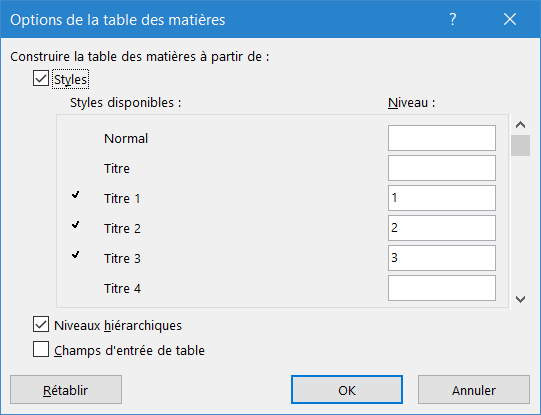 Options de la table des matières
?
Construire la table des matières à partir de :
Styles
Styles disponibles : Niveau :
Normal
Titre
Titre 1 1
Titre 2 2
Titre 3 3
Titre 4
Niveaux hiérarchiques
Champs d'entrée de table
Rétablir OK Annuler